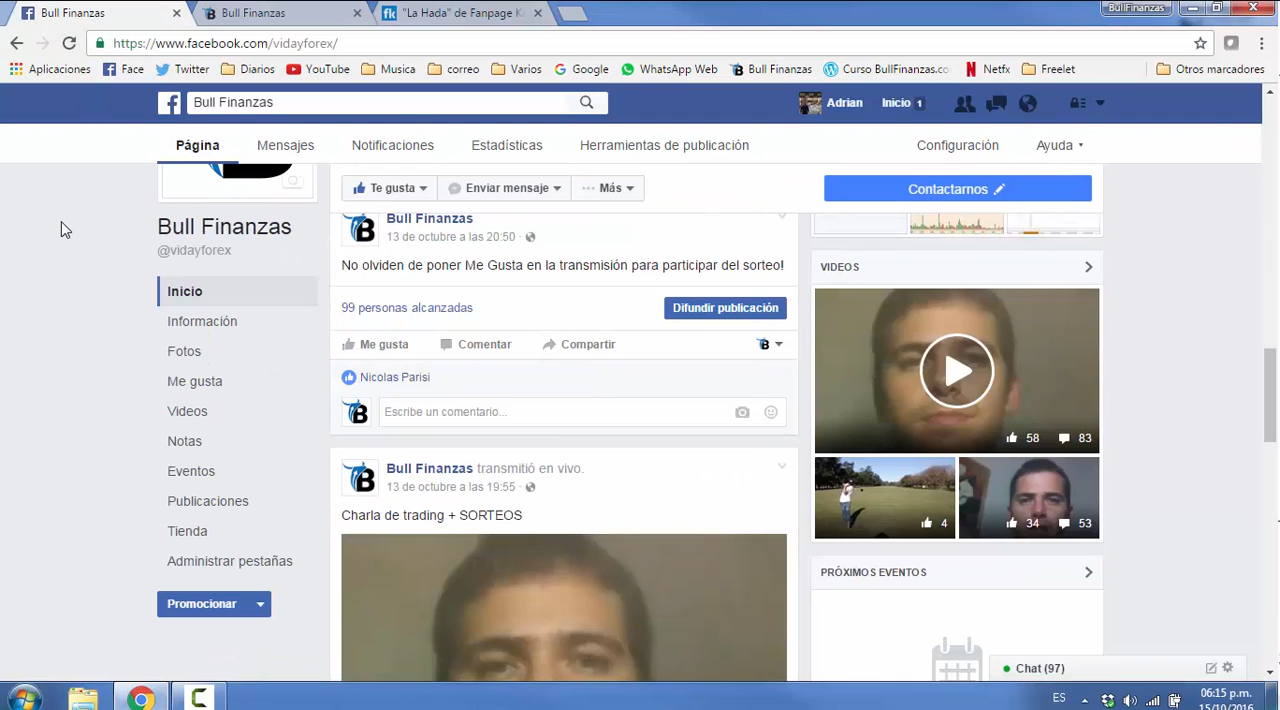 Bull Finanzas
Bull Finanzas
"La Hada" de Fanpage K
BullFinanzas
https://www.facebook.com/vidayforex/
Aplicaciones Face Twitter Diarios YouTube Musica correo Varios Google WhatsApp Web Bull Finanzas Curso BullFinanzas.co Netfx Freelet Otros marcadores
Bull Finanzas
Adrian Inicio 1
Página Mensajes Notificaciones Estadísticas Herramientas de publicación Configuración Ayuda
Te gusta Enviar mensaje Más Contactarnos
Bull Finanzas
@vidayforex
Inicio
Información
Fotos
Me gusta
Videos
Notas
Eventos
Publicaciones
Tienda
Administrar pestañas
Promocionar
Bull Finanzas
13 de octubre a las 20:50
No olviden de poner Me Gusta en la transmisión para participar del sorteo!
99 personas alcanzadas Difundir publicación
Me gusta Comentar Compartir
Nicolas Parisi
Escribe un comentario...
Bull Finanzas transmitió en vivo.
13 de octubre a las 19:55
Charla de trading + SORTEOS
VIDEOS
58 83
4 34 53
PRÓXIMOS EVENTOS
Chat (97)
ES 06:15 p.m.
15/10/2016